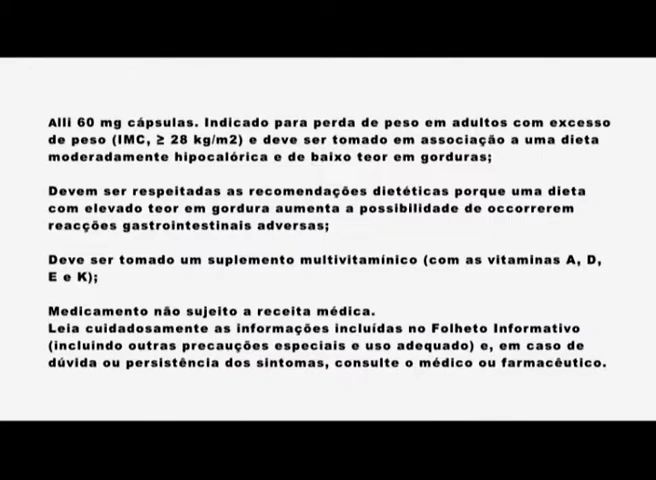 Alli 60 mg cápsulas. Indicado para perda de peso em adultos com excesso
de peso (IMC, ≥ 28 kg/m2) e deve ser tomado em associação a uma dieta
moderadamente hipocalórica e de baixo teor em gorduras;
Devem ser respeitadas as recomendações dietéticas porque uma dieta
com elevado teor em gordura aumenta a possibilidade de occorrerem
reacções gastrointestinais adversas;
Deve ser tomado um suplemento multivitamínico (com as vitaminas A, D,
E e K);
Medicamento não sujeito a receita médica.
Leia cuidadosamente as informações incluídas no Folheto Informativo
(incluindo outras precauções especiais e uso adequado) e, em caso de
dúvida ou persistência dos sintomas, consulte o médico ou farmacêutico.